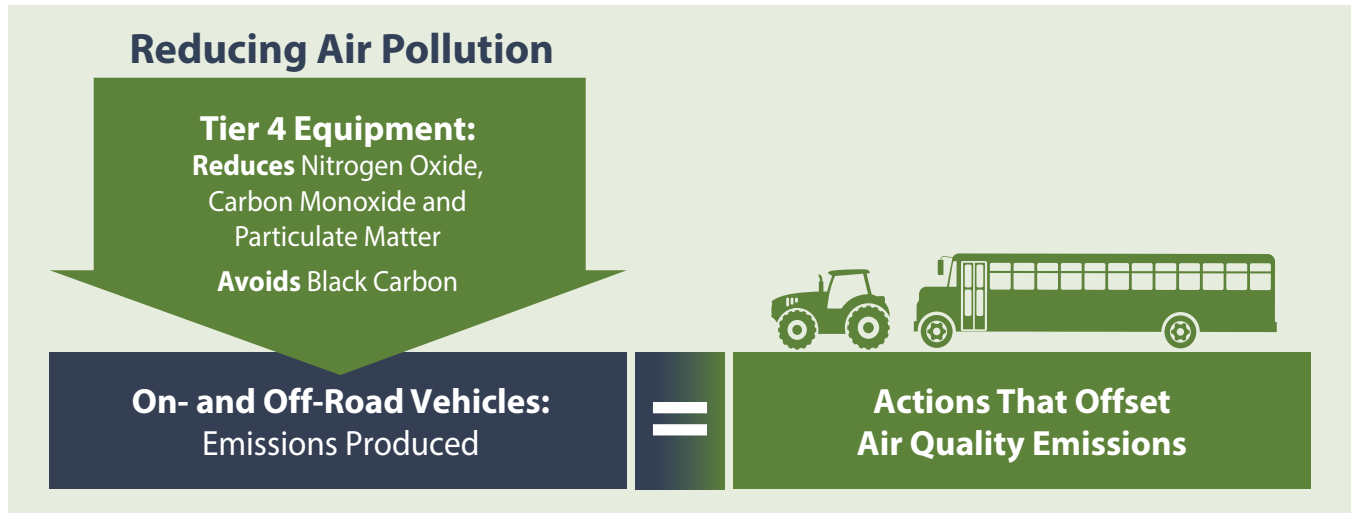 Reducing Air Pollution
Tier 4 Equipment:
Reduces Nitrogen Oxide,
Carbon Monoxide and
Particulate Matter
Avoids Black Carbon
On- and Off-Road Vehicles:
Emissions Produced
=
Actions That Offset
Air Quality Emissions